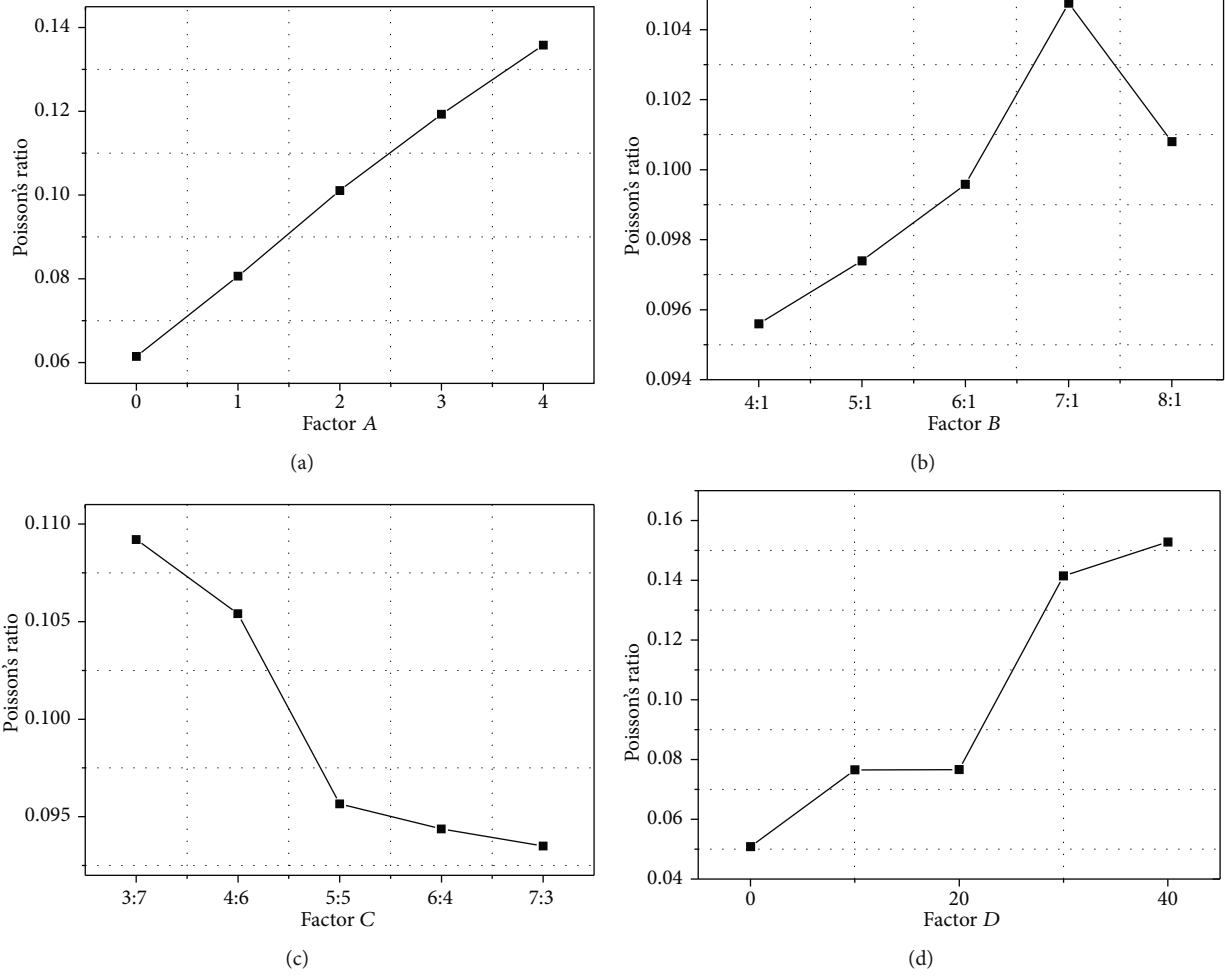 Poisson's ratio
0.14
0.12
0.10
0.08
0.06
0 1 2 3 4
Factor A
(a)
Poisson's ratio
0.104
0.102
0.100
0.098
0.096
0.094
4:1 5:1 6:1 7:1 8:1
Factor B
(b)
Poisson's ratio
0.110
0.105
0.100
0.095
3:7 4:6 5:5 6:4 7:3
Factor C
(c)
Poisson's ratio
0.16
0.14
0.12
0.10
0.08
0.06
0.04
0 20 40
Factor D
(d)